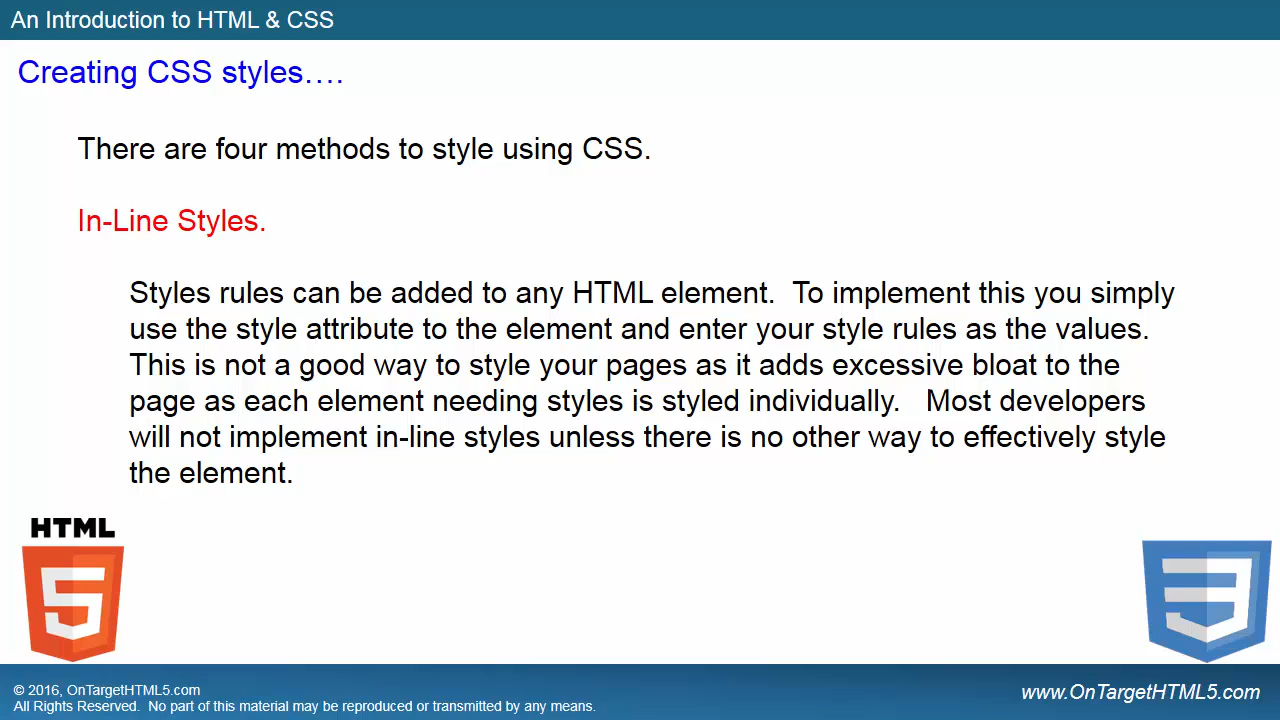 An Introduction to HTML & CSS
Creating CSS styles….
There are four methods to style using CSS.
In-Line Styles.
Styles rules can be added to any HTML element.  To implement this you simply
use the style attribute to the element and enter your style rules as the values.
This is not a good way to style your pages as it adds excessive bloat to the
page as each element needing styles is styled individually.   Most developers
will not implement in-line styles unless there is no other way to effectively style
the element.
HTML
5
3
© 2016, OnTargetHTML5.com
www.OnTargetHTML5.com
All Rights Reserved.  No part of this material may be reproduced or transmitted by any means.